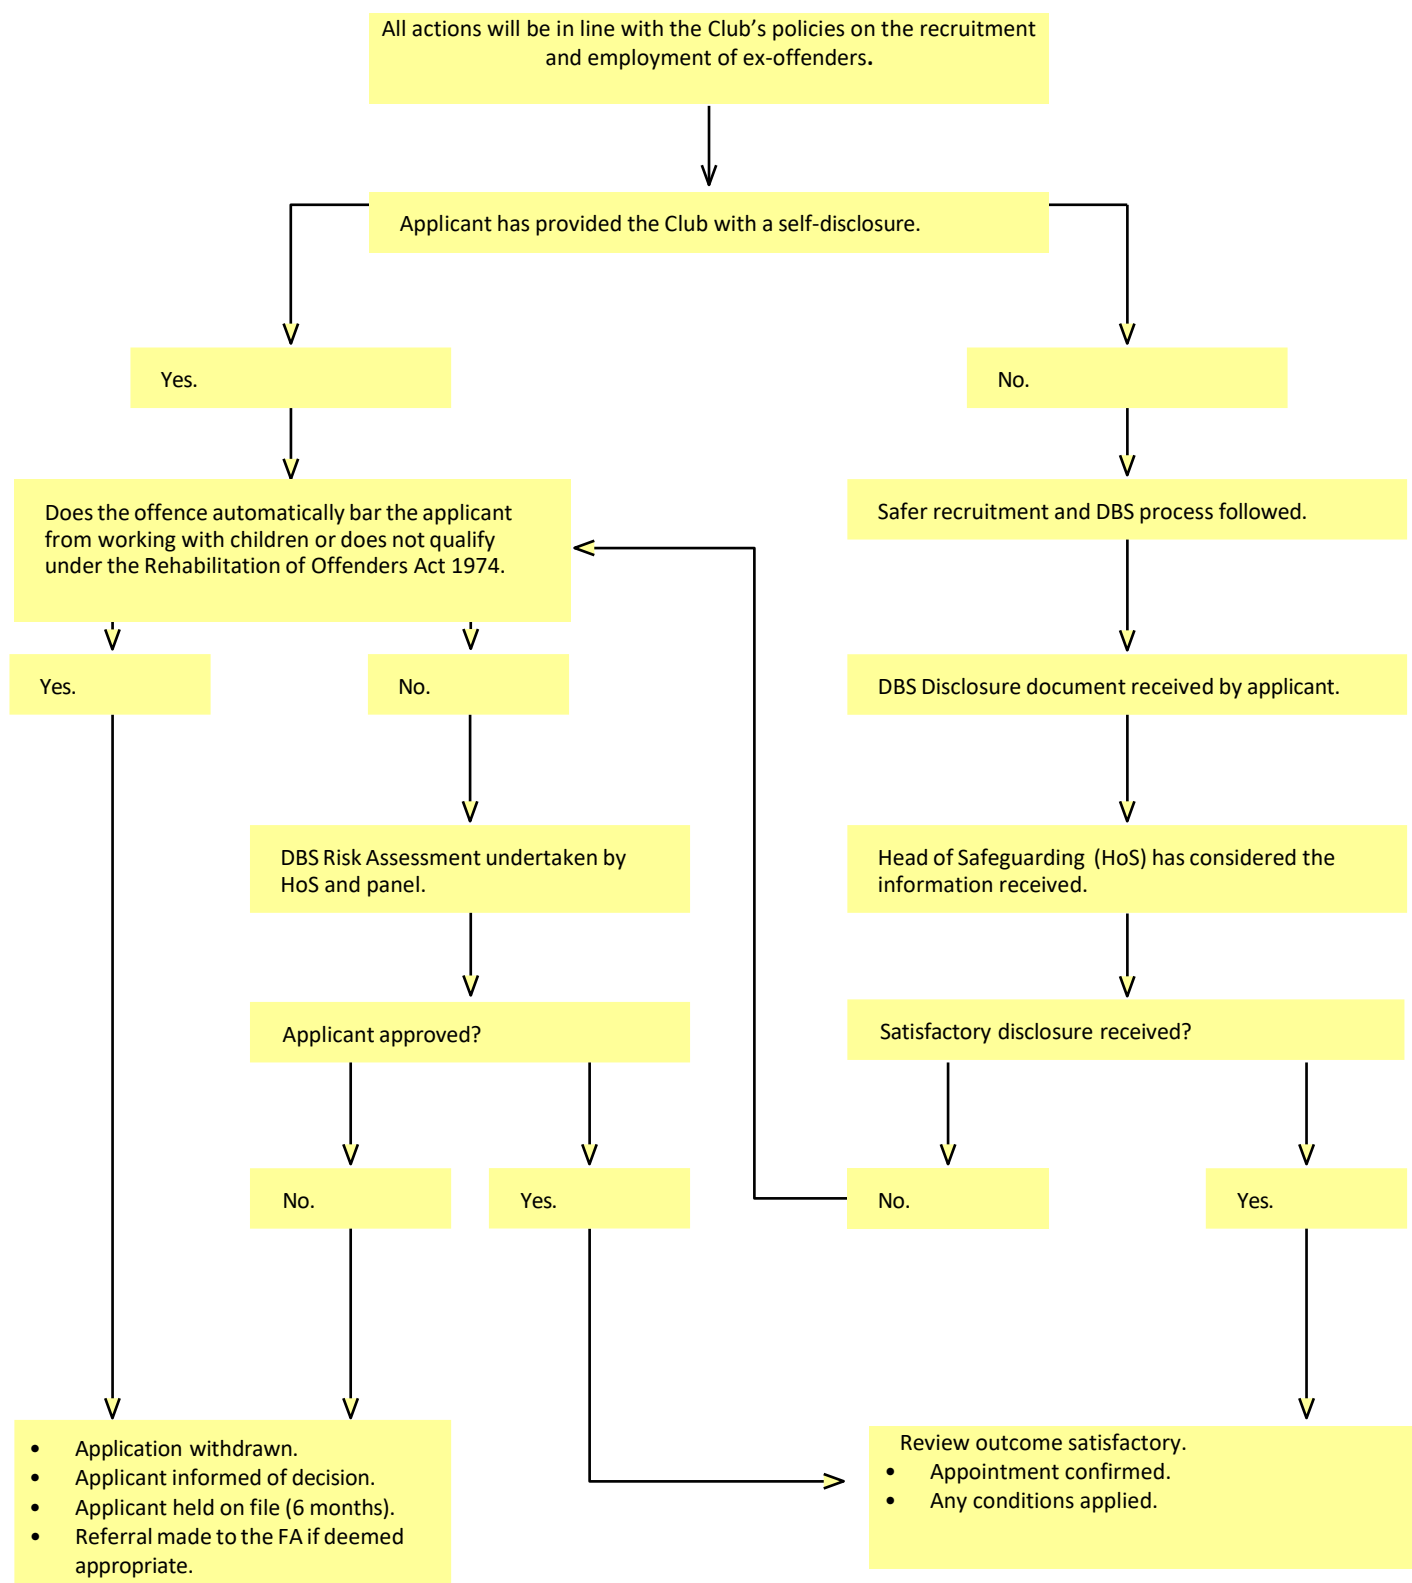 All actions will be in line with the Club’s policies on the recruitment
and employment of ex-offenders.
Applicant has provided the Club with a self-disclosure.
Yes.
No.
Does the offence automatically bar the applicant
from working with children or does not qualify
under the Rehabilitation of Offenders Act 1974.
Safer recruitment and DBS process followed.
Yes.
No.
DBS Disclosure document received by applicant.
DBS Risk Assessment undertaken by
HoS and panel.
Head of Safeguarding (HoS) has considered the
information received.
Applicant approved?
Satisfactory disclosure received?
No.
Yes.
No.
Yes.
• Application withdrawn.
• Applicant informed of decision.
• Applicant held on file (6 months).
• Referral made to the FA if deemed
appropriate.
Review outcome satisfactory.
• Appointment confirmed.
• Any conditions applied.